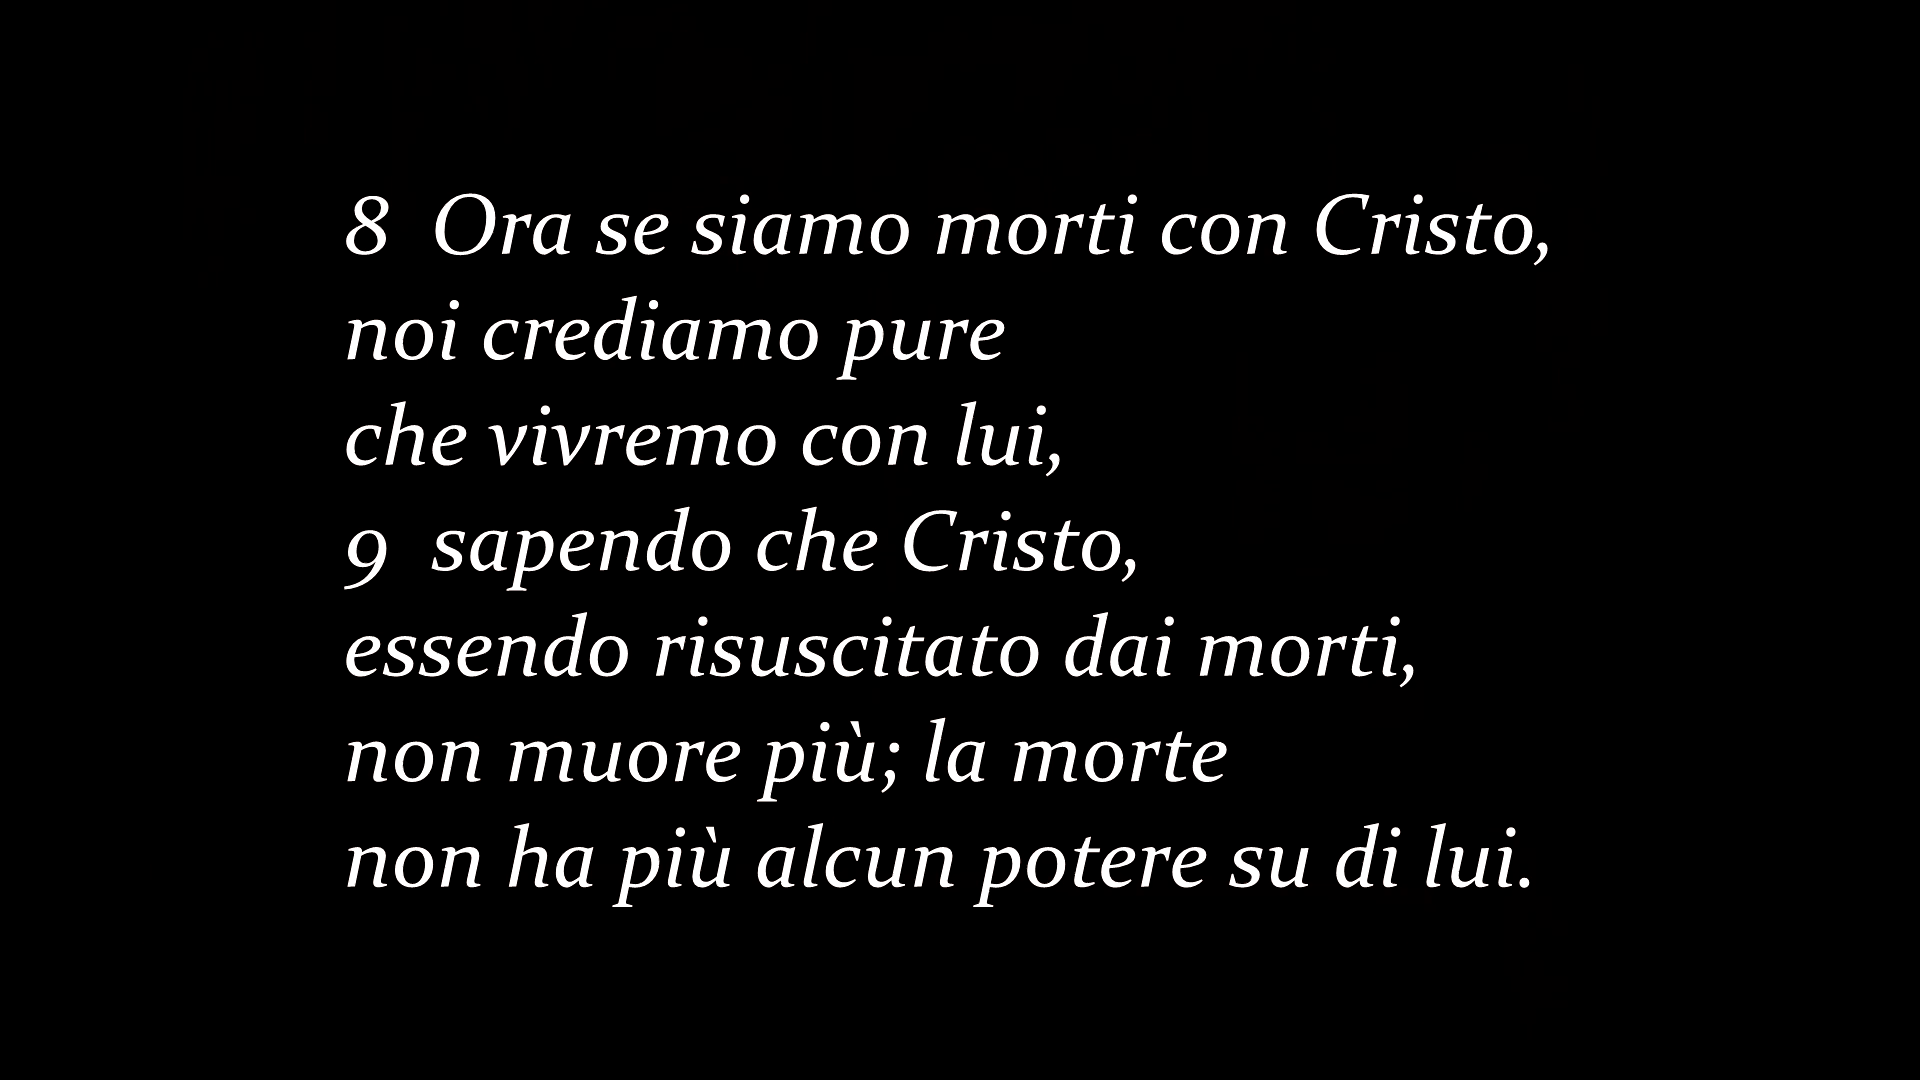 8 Ora se siamo morti con Cristo,
noi crediamo pure
che vivremo con lui,
9 sapendo che Cristo,
essendo risuscitato dai morti,
non muore più; la morte
non ha più alcun potere su di lui.